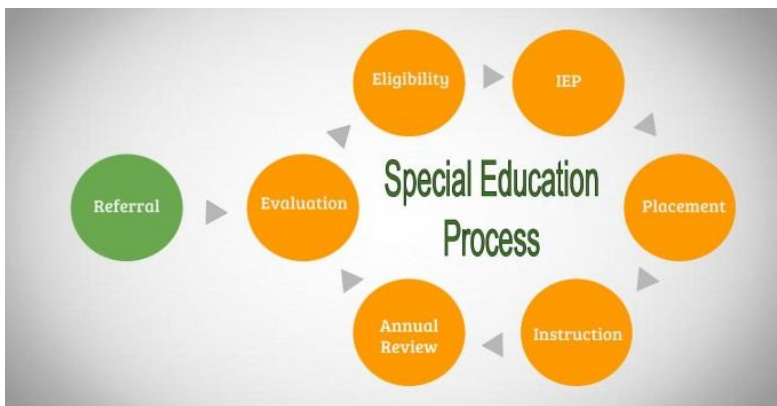 Referral
Evaluation
Eligibility
IEP
Placement
Instruction
Annual
Review
Special Education
Process